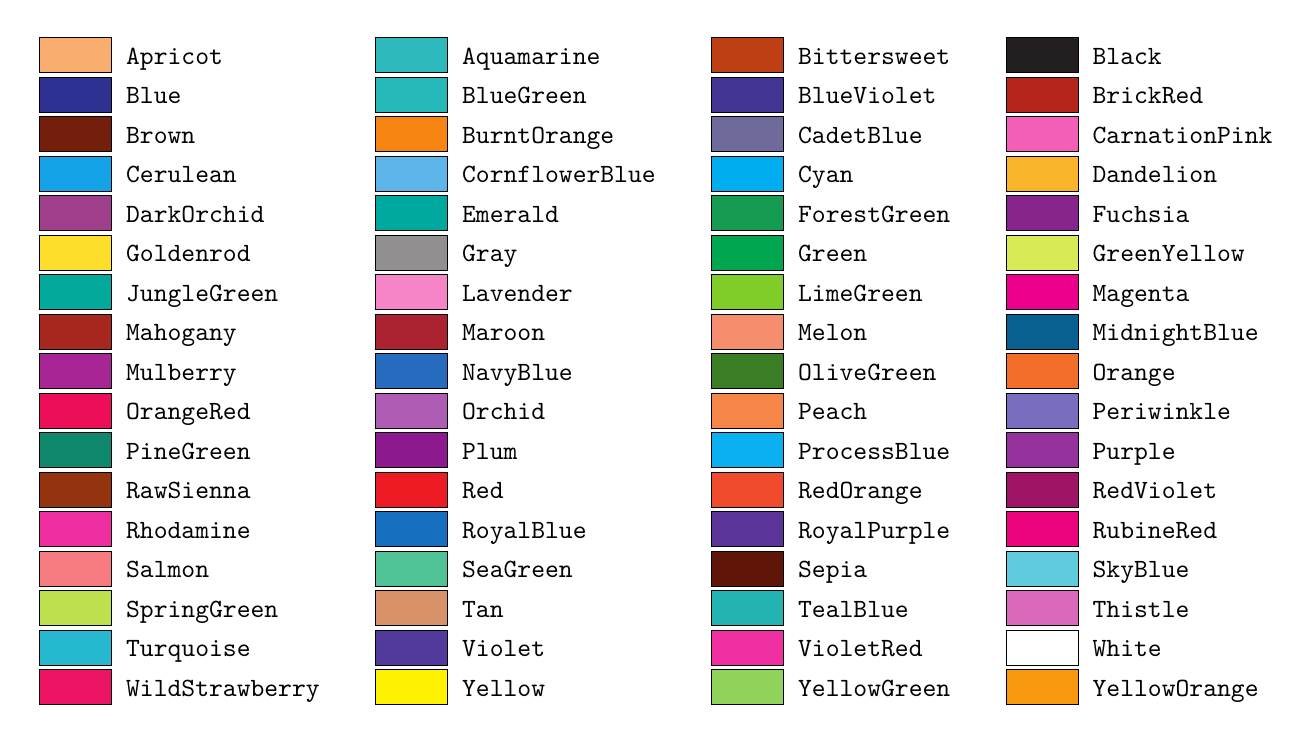 Apricot Aquamarine Bittersweet Black
Blue BlueGreen BlueViolet BrickRed
Brown BurntOrange CadetBlue CarnationPink
Cerulean CornflowerBlue Cyan Dandelion
DarkOrchid Emerald ForestGreen Fuchsia
Goldenrod Gray Green GreenYellow
JungleGreen Lavender LimeGreen Magenta
Mahogany Maroon Melon MidnightBlue
Mulberry NavyBlue OliveGreen Orange
OrangeRed Orchid Peach Periwinkle
PineGreen Plum ProcessBlue Purple
RawSienna Red RedOrange RedViolet
Rhodamine RoyalBlue RoyalPurple RubineRed
Salmon SeaGreen Sepia SkyBlue
SpringGreen Tan TealBlue Thistle
Turquoise Violet VioletRed White
WildStrawberry Yellow YellowGreen YellowOrange